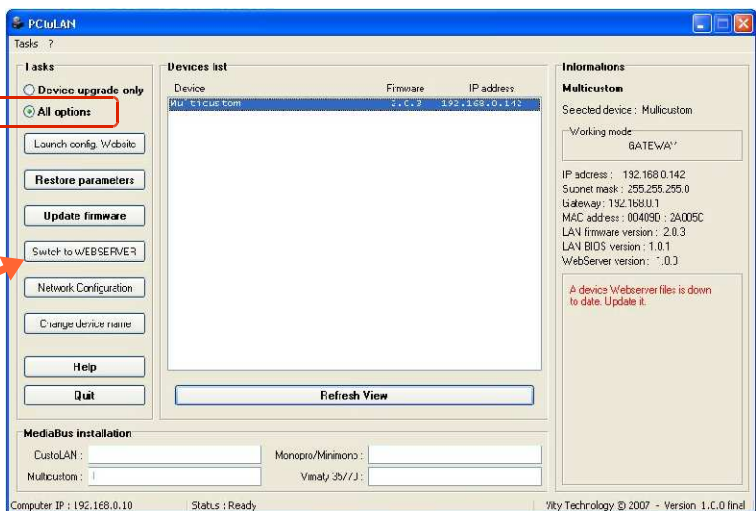 PCtoLAN
Tasks ?
Tasks
Device upgrade only
All options
Launch config. Website
Restore parameters
Update firmware
Switch to WEBSERVER
Network Configuration
Change device name
Help
Quit
Devices list
Device Firmware IP address
Multicustom 2.0.3 192.168.0.142
Refresh View
Informations
Multicustom
Selected device : Multicustom
Working mode
GATEWAY
IP adcress : 192.168.0.142
Subnet mask : 255.255.255.0
Gateway : 192.168.0.1
MAC address : 00409D : 2A005C
LAN firmware version : 2.0.3
LAN BIOS version : 1.0.1
WebServer version : 1.0.0
A device Webserver files is down
to date. Update it.
MediaBus installation
CustoLAN :
Monopro/Minimono :
Multicustom :
Vimaty
Computer IP : 192.168.0.10
Status : Ready
Vity Technology © 2007 - Version 1.0.0 final